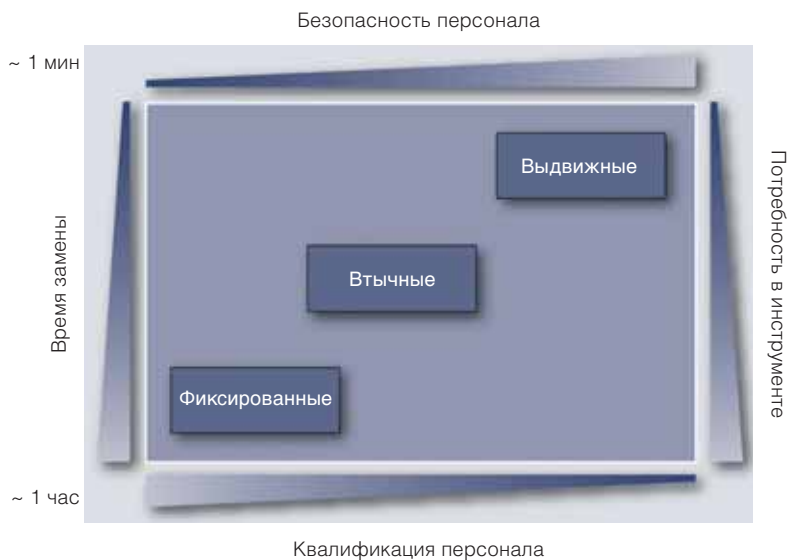 Безопасность персонала
~ 1 мин
Выдвижные
Потребность в инструменте
Время замены
Втычные
Фиксированные
~ 1 час
Квалификация персонала